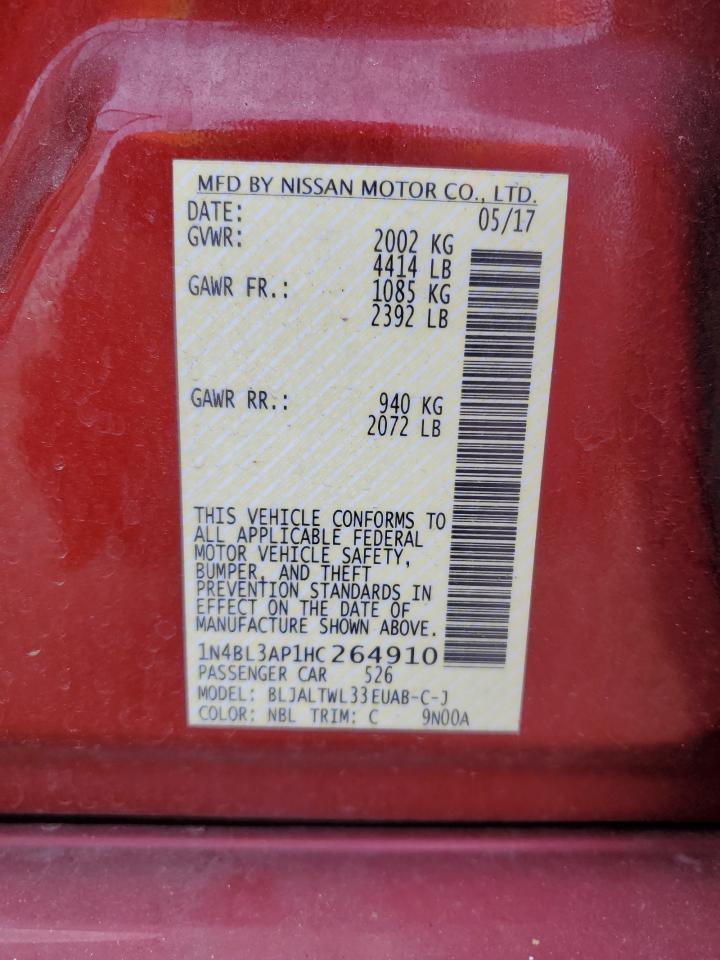 MFD BY NISSAN MOTOR CO., LTD.
DATE: 05/17
GVWR: 2002 KG
4414 LB
GAWR FR.: 1085 KG
2392 LB
GAWR RR.: 940 KG
2072 LB
THIS VEHICLE CONFORMS TO
ALL APPLICABLE FEDERAL
MOTOR VEHICLE SAFETY,
BUMPER, AND THEFT
PREVENTION STANDARDS IN
EFFECT ON THE DATE OF
MANUFACTURE SHOWN ABOVE.
1N4BL3AP1HC264910
PASSENGER CAR 526
MODEL: BLJALTWL33EUAB-C-J
COLOR: NBL TRIM: C 9N00A